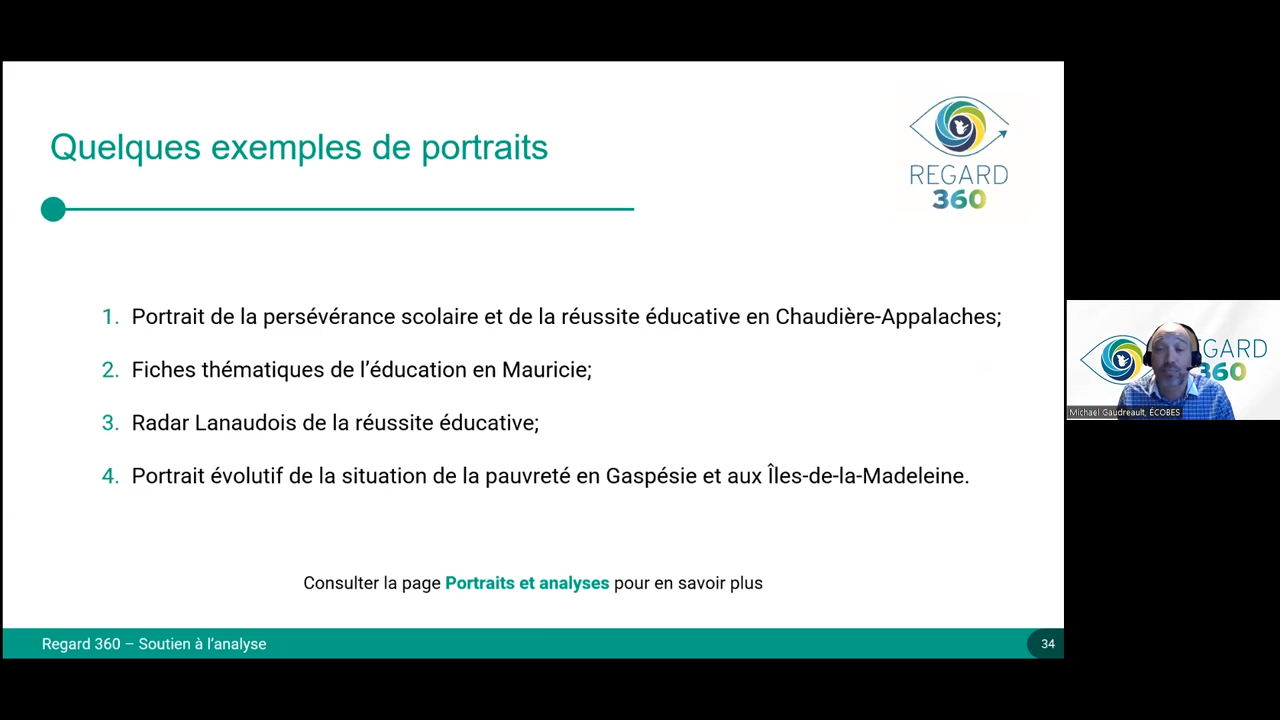 Quelques exemples de portraits
REGARD
360
1. Portrait de la persévérance scolaire et de la réussite éducative en Chaudière-Appalaches;
2. Fiches thématiques de l’éducation en Mauricie;
3. Radar Lanaudois de la réussite éducative;
4. Portrait évolutif de la situation de la pauvreté en Gaspésie et aux Îles-de-la-Madeleine.
Consulter la page Portraits et analyses pour en savoir plus
Regard 360 – Soutien à l’analyse
34
GARD
360
Michael Gaudreault, ÉCOBES